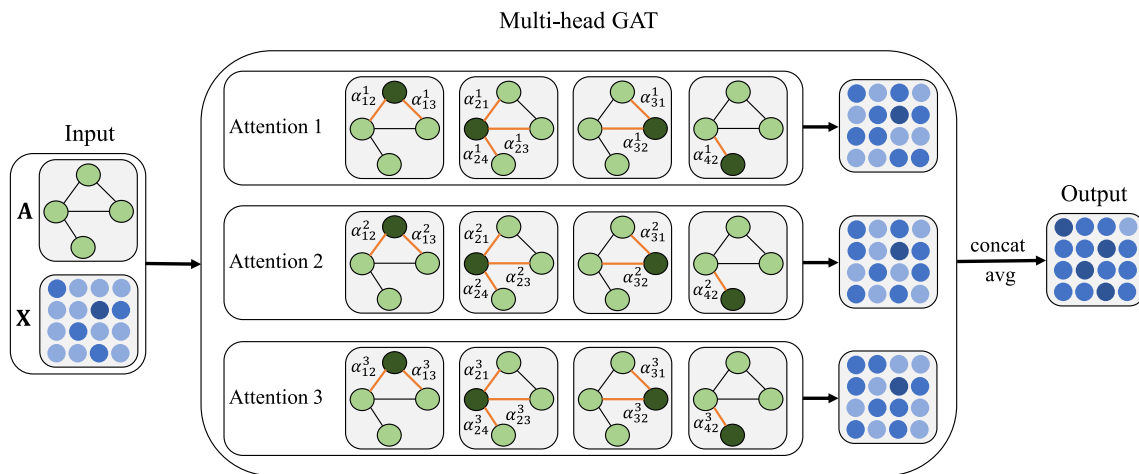 Multi-head GAT
Input
A
X
Attention 1
α¹₁₂ α¹₁₃ α¹₂₁ α¹₂₄ α¹₂₃ α¹₃₁ α¹₃₂ α¹₄₂
Attention 2
α²₁₂ α²₁₃ α²₂₁ α²₂₄ α²₂₃ α²₃₁ α²₃₂ α²₄₂
Attention 3
α³₁₂ α³₁₃ α³₂₁ α³₂₄ α³₂₃ α³₃₁ α³₃₂ α³₄₂
concat
avg
Output